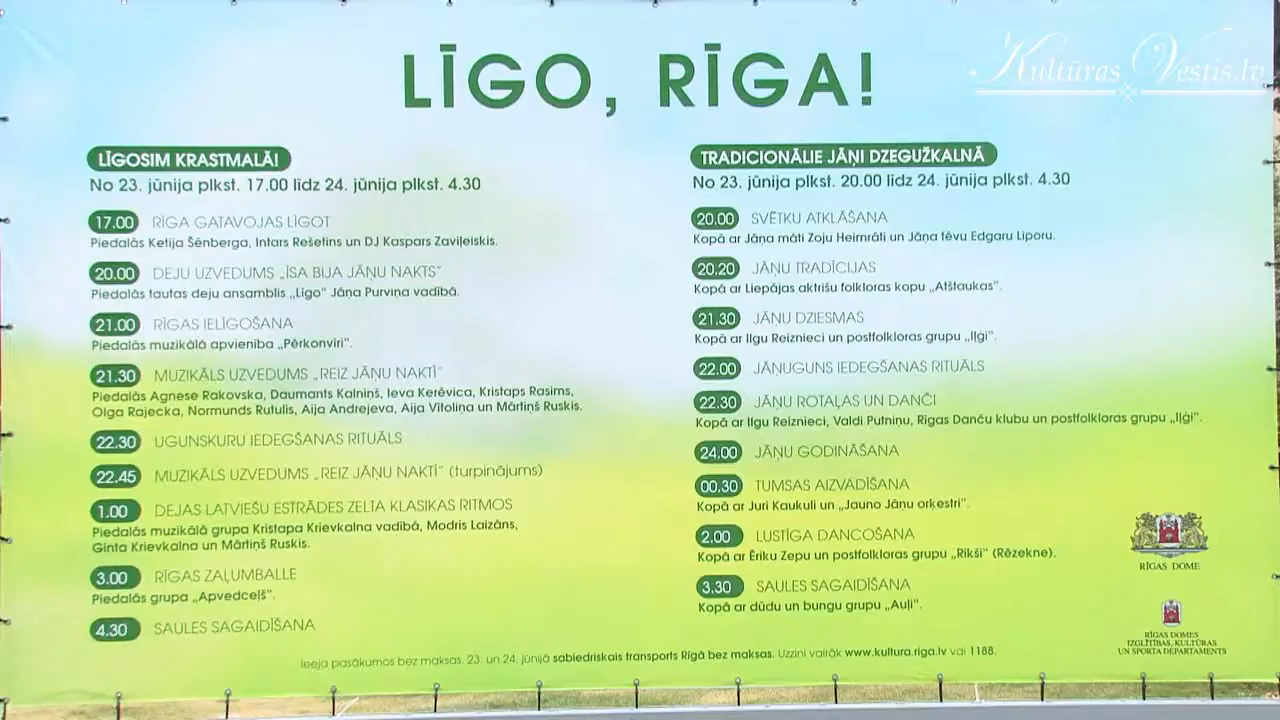 Kultūras Vestis.lv
LĪGO, RĪGA!
LĪGOSIM KRASTMALĀ!
No 23. jūnija plkst. 17.00 līdz 24. jūnija plkst. 4.30
17.00 RĪGA GATAVOJAS LĪGOT
Piedalās Ketija Šēnberga, Intars Rešetins un DJ Kaspars Zaviļeiskis.
20.00 DEJU UZVEDUMS „ĪSA BIJA JĀŅU NAKTS”
Piedalās tautas deju ansamblis „Līgo” Jāņa Purviņa vadībā.
21.00 RĪGAS IELĪGOŠANA
Piedalās muzikālā apvienība „Pērkonvīri”.
21.30 MUZIKĀLS UZVEDUMS „REIZ JĀŅU NAKTĪ”
Piedalās Agnese Rakovska, Daumants Kalniņš, Ieva Kerēvica, Kristaps Rasims,
Olga Rajecka, Normunds Rutulis, Aija Andrejeva, Aija Vītoliņa un Mārtiņš Ruskis.
22.30 UGUNSKURU IEDEGŠANAS RITUĀLS
22.45 MUZIKĀLS UZVEDUMS „REIZ JĀŅU NAKTĪ” (turpinājums)
1.00 DEJAS LATVIEŠU ESTRĀDES ZELTA KLASIKAS RITMOS
Piedalās muzikālā grupa Kristapa Krievkalna vadībā, Modris Laizāns,
Ginta Krievkalna un Mārtiņš Ruskis.
3.00 RĪGAS ZAĻUMBALLE
Piedalās grupa „Apvedceļš”.
4.30 SAULES SAGAIDĪŠANA
TRADICIONĀLIE JĀŅI DZEGUŽKALNĀ
No 23. jūnija plkst. 20.00 līdz 24. jūnija plkst. 4.30
20.00 SVĒTKU ATKLĀŠANA
Kopā ar Jāņa māti Zoju Heimrāti un Jāņa tēvu Edgaru Liporu.
20.20 JĀŅU TRADĪCIJAS
Kopā ar Liepājas aktrišu folkloras kopu „Atštaukas”.
21.30 JĀŅU DZIESMAS
Kopā ar Ilgu Reiznieci un postfolkloras grupu „Iļģi”.
22.00 JĀŅUGUNS IEDEGŠANAS RITUĀLS
22.30 JĀŅU ROTAĻAS UN DANČI
Kopā ar Ilgu Reiznieci, Valdi Putniņu, Rīgas Danču klubu un postfolkloras grupu „Iļģi”.
24.00 JĀŅU GODINĀŠANA
00.30 TUMSAS AIZVADĪŠANA
Kopā ar Juri Kaukuli un „Jauno Jāņu orķestri”.
2.00 LUSTĪGA DANCOŠANA
Kopā ar Ēriku Zepu un postfolkloras grupu „Rikši” (Rēzekne).
3.30 SAULES SAGAIDĪŠANA
Kopā ar dūdu un bungu grupu „Auļi”.
RĪGAS DOME
RĪGAS DOMES
IZGLĪTĪBAS, KULTŪRAS
UN SPORTA DEPARTAMENTS
Ieeja pasākumos bez maksas. 23. un 24. jūnijā sabiedriskais transports Rīgā bez maksas. Uzzini vairāk www.kultura.riga.lv vai 1188.